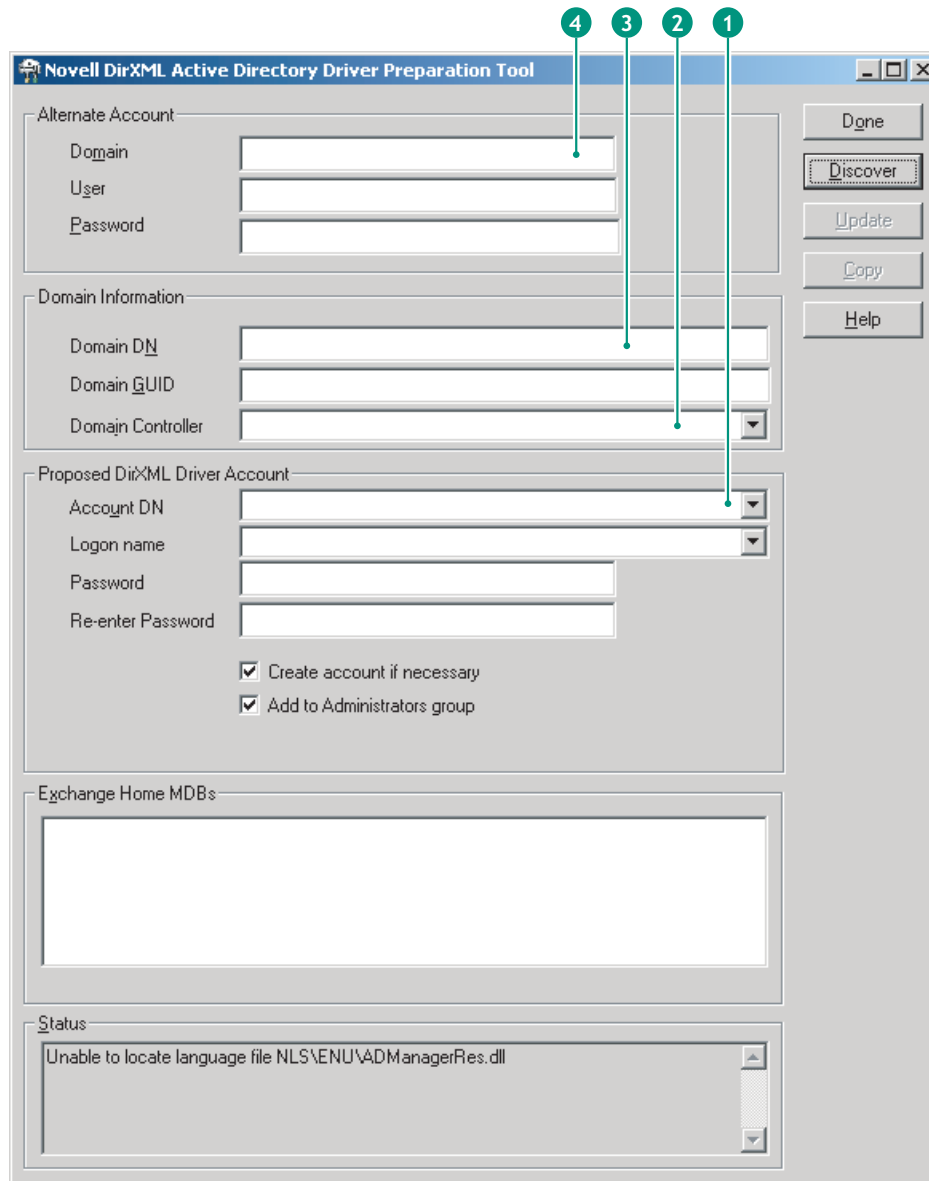 4 3 2 1
Novell DirXML Active Directory Driver Preparation Tool
Alternate Account
Domain
User
Password
Done
Discover
Update
Copy
Help
Domain Information
Domain DN
Domain GUID
Domain Controller
Proposed DirXML Driver Account
Account DN
Logon name
Password
Re-enter Password
Create account if necessary
Add to Administrators group
Exchange Home MDBs
Status
Unable to locate language file NLS\ENU\ADManagerRes.dll